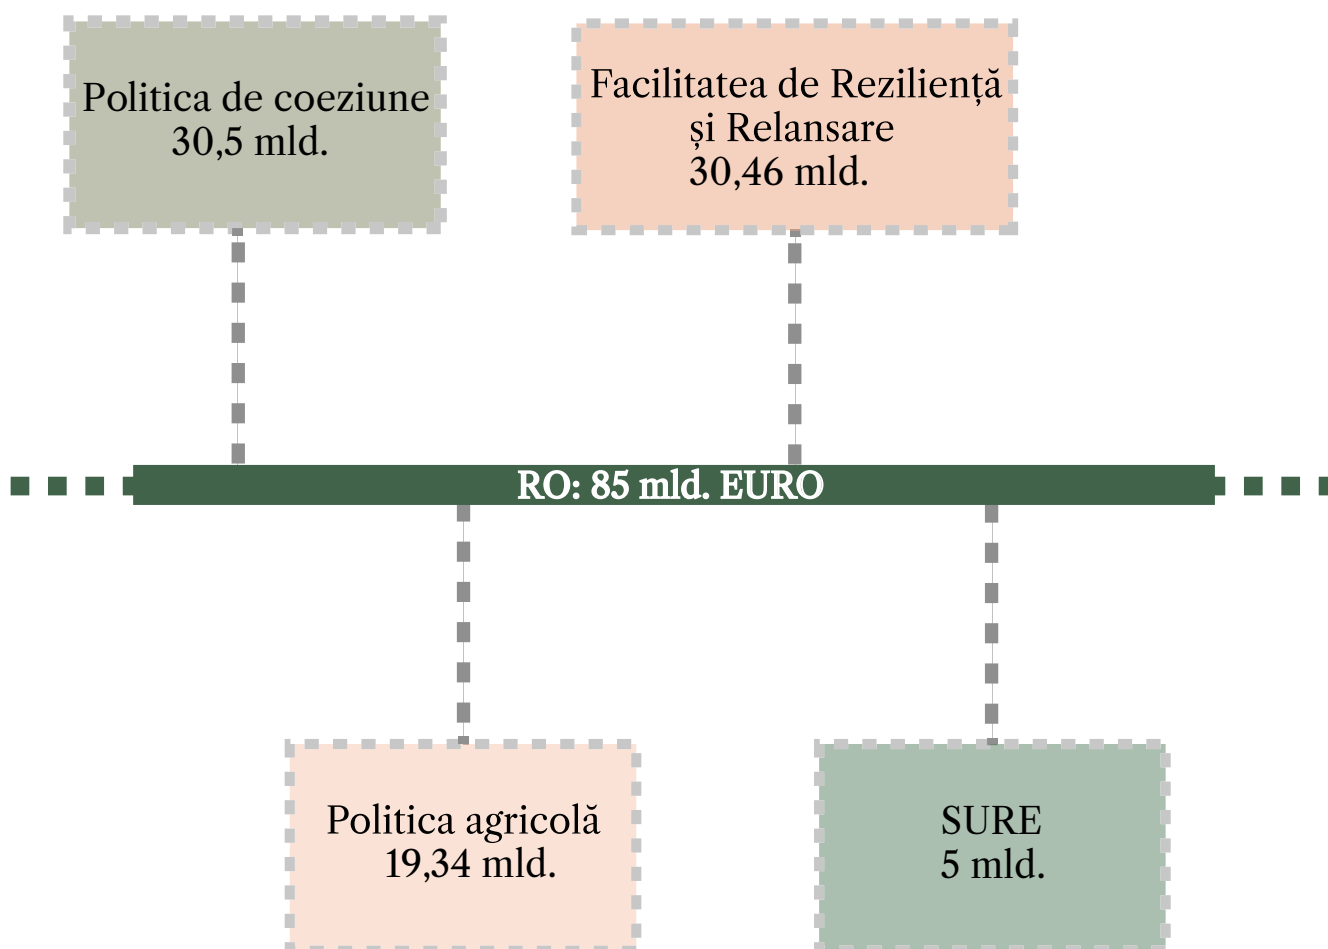 Politica de coeziune
30,5 mld.
Facilitatea de Reziliență
și Relansare
30,46 mld.
RO: 85 mld. EURO
Politica agricolă
19,34 mld.
SURE
5 mld.